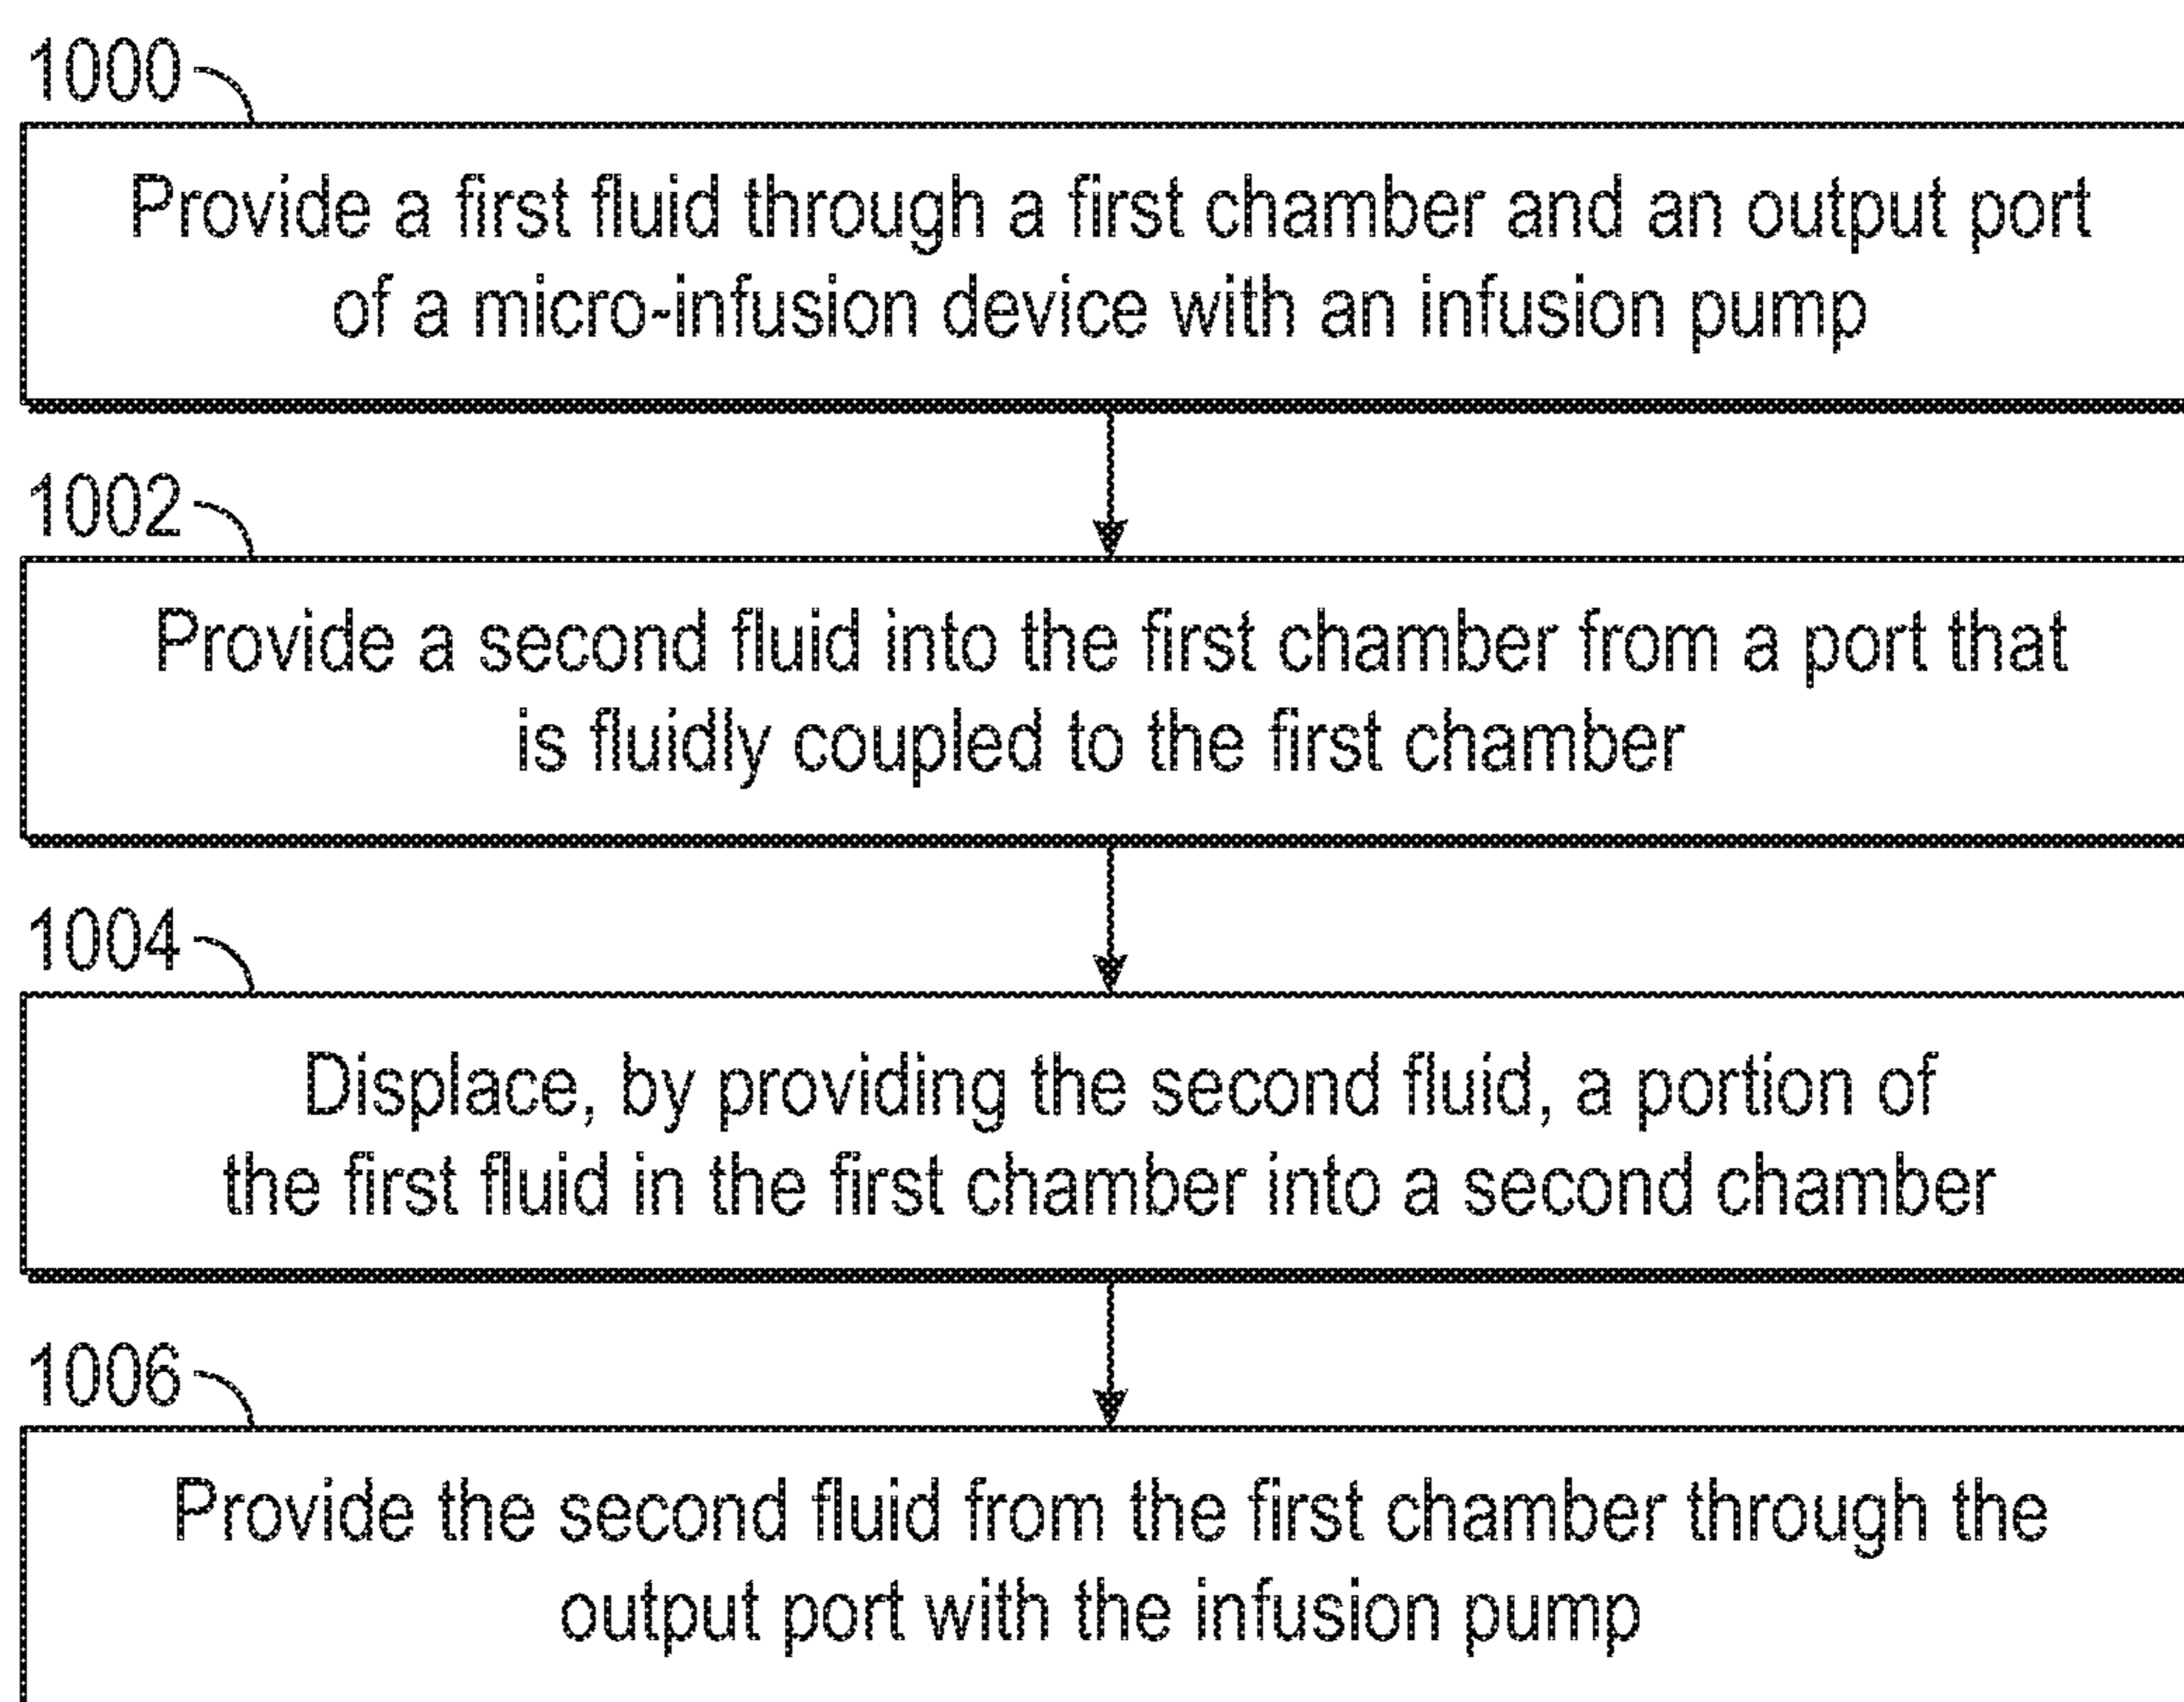 1000
Provide a first fluid through a first chamber and an output port
of a micro-infusion device with an infusion pump
1002
Provide a second fluid into the first chamber from a port that
is fluidly coupled to the first chamber
1004
Displace, by providing the second fluid, a portion of
the first fluid in the first chamber into a second chamber
1006
Provide the second fluid from the first chamber through the
output port with the infusion pump